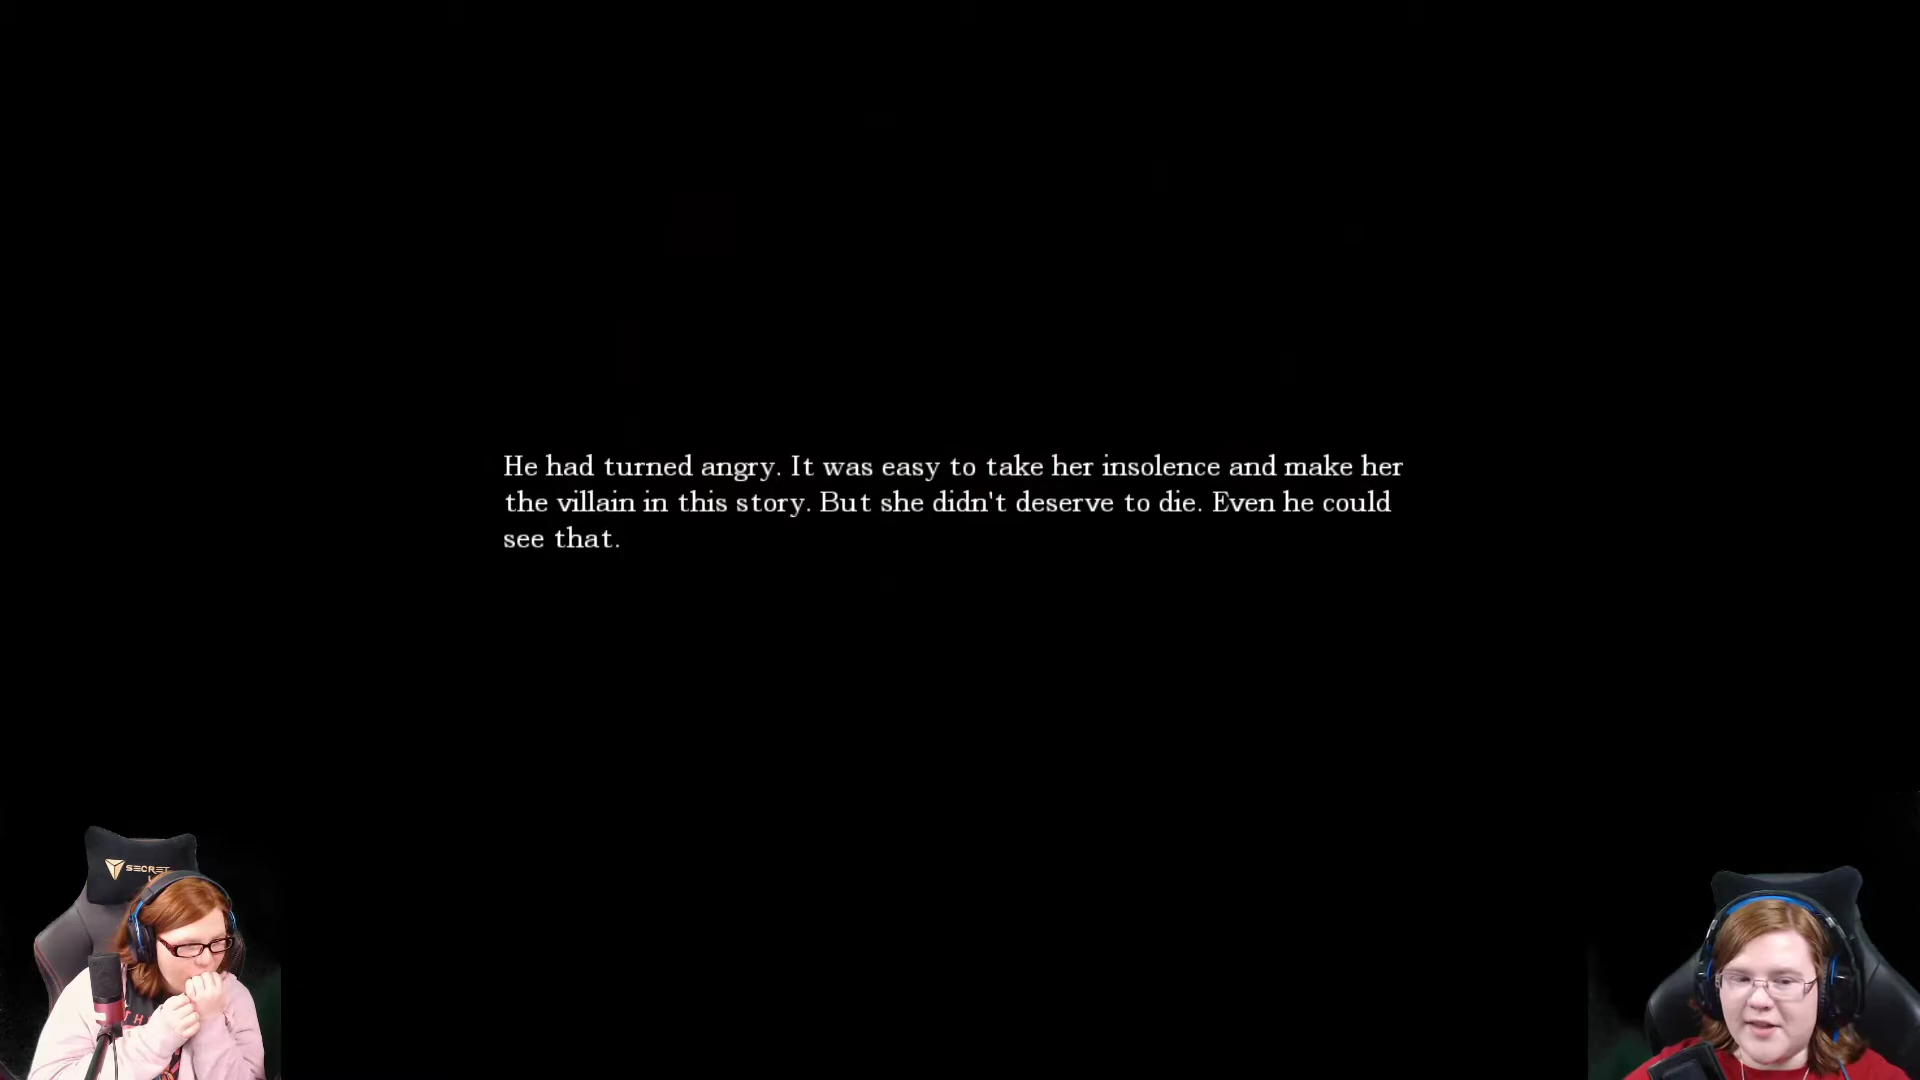 He had turned angry. It was easy to take her insolence and make her
the villain in this story. But she didn't deserve to die. Even he could
see that.
SECRET